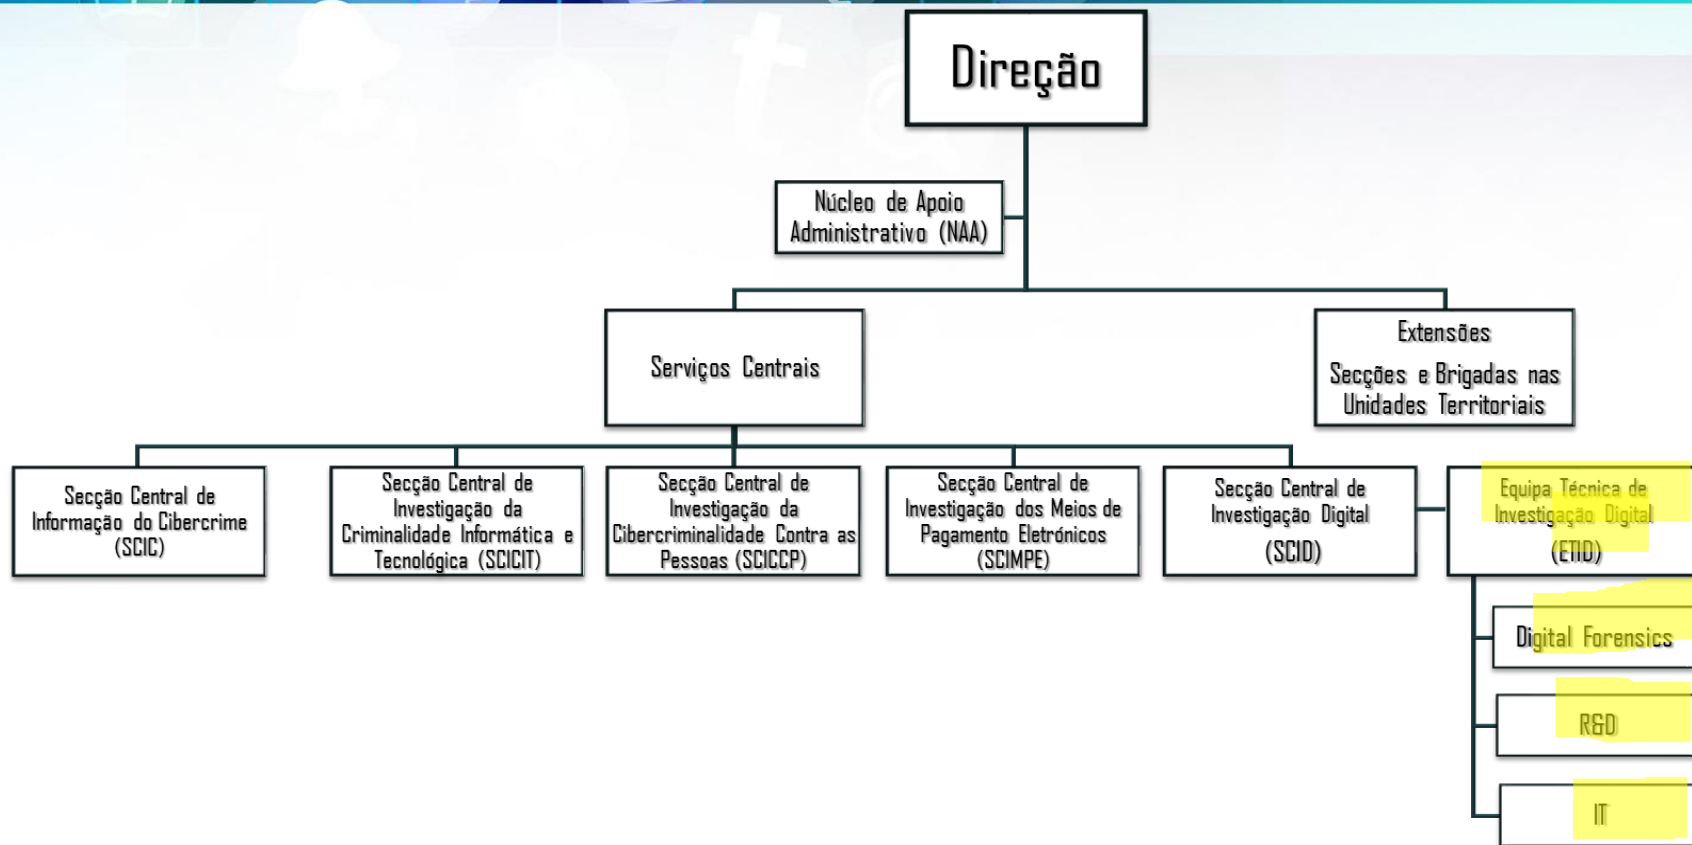 Direção
Núcleo de Apoio
Administrativo (NAA)
Serviços Centrais
Extensões
Secções e Brigadas nas
Unidades Territoriais
Secção Central de
Informação do Cibercrime
(SCIC)
Secção Central de
Investigação da
Criminalidade Informática e
Tecnológica (SCICIT)
Secção Central de
Investigação da
Cibercriminalidade Contra as
Pessoas (SCICCP)
Secção Central de
Investigação dos Meios de
Pagamento Eletrónicos
(SCIMPE)
Secção Central de
Investigação Digital
(SCID)
Equipa Técnica de
Investigação Digital
(ETID)
Digital Forensics
R&D
IT